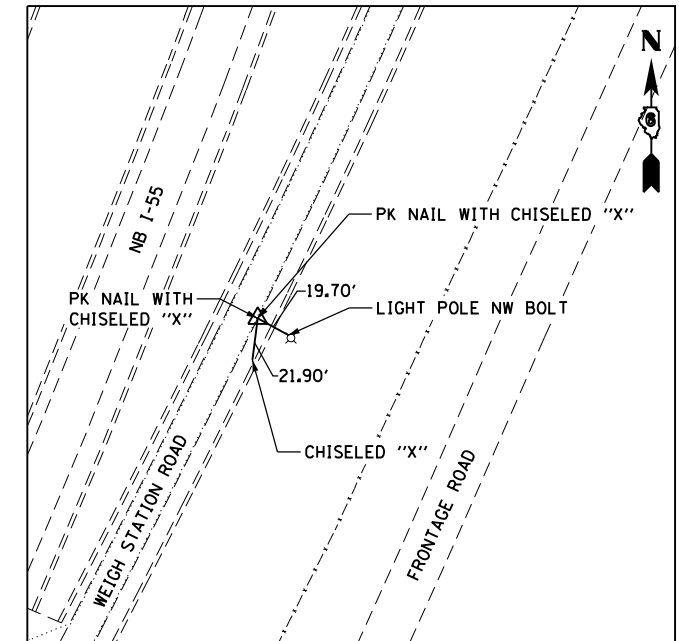 N
6
NB I-55
PK NAIL WITH CHISELED "X"
19.70'
PK NAIL WITH
CHISELED "X"
LIGHT POLE NW BOLT
21.90'
CHISELED "X"
WEIGH STATION ROAD
FRONTAGE ROAD